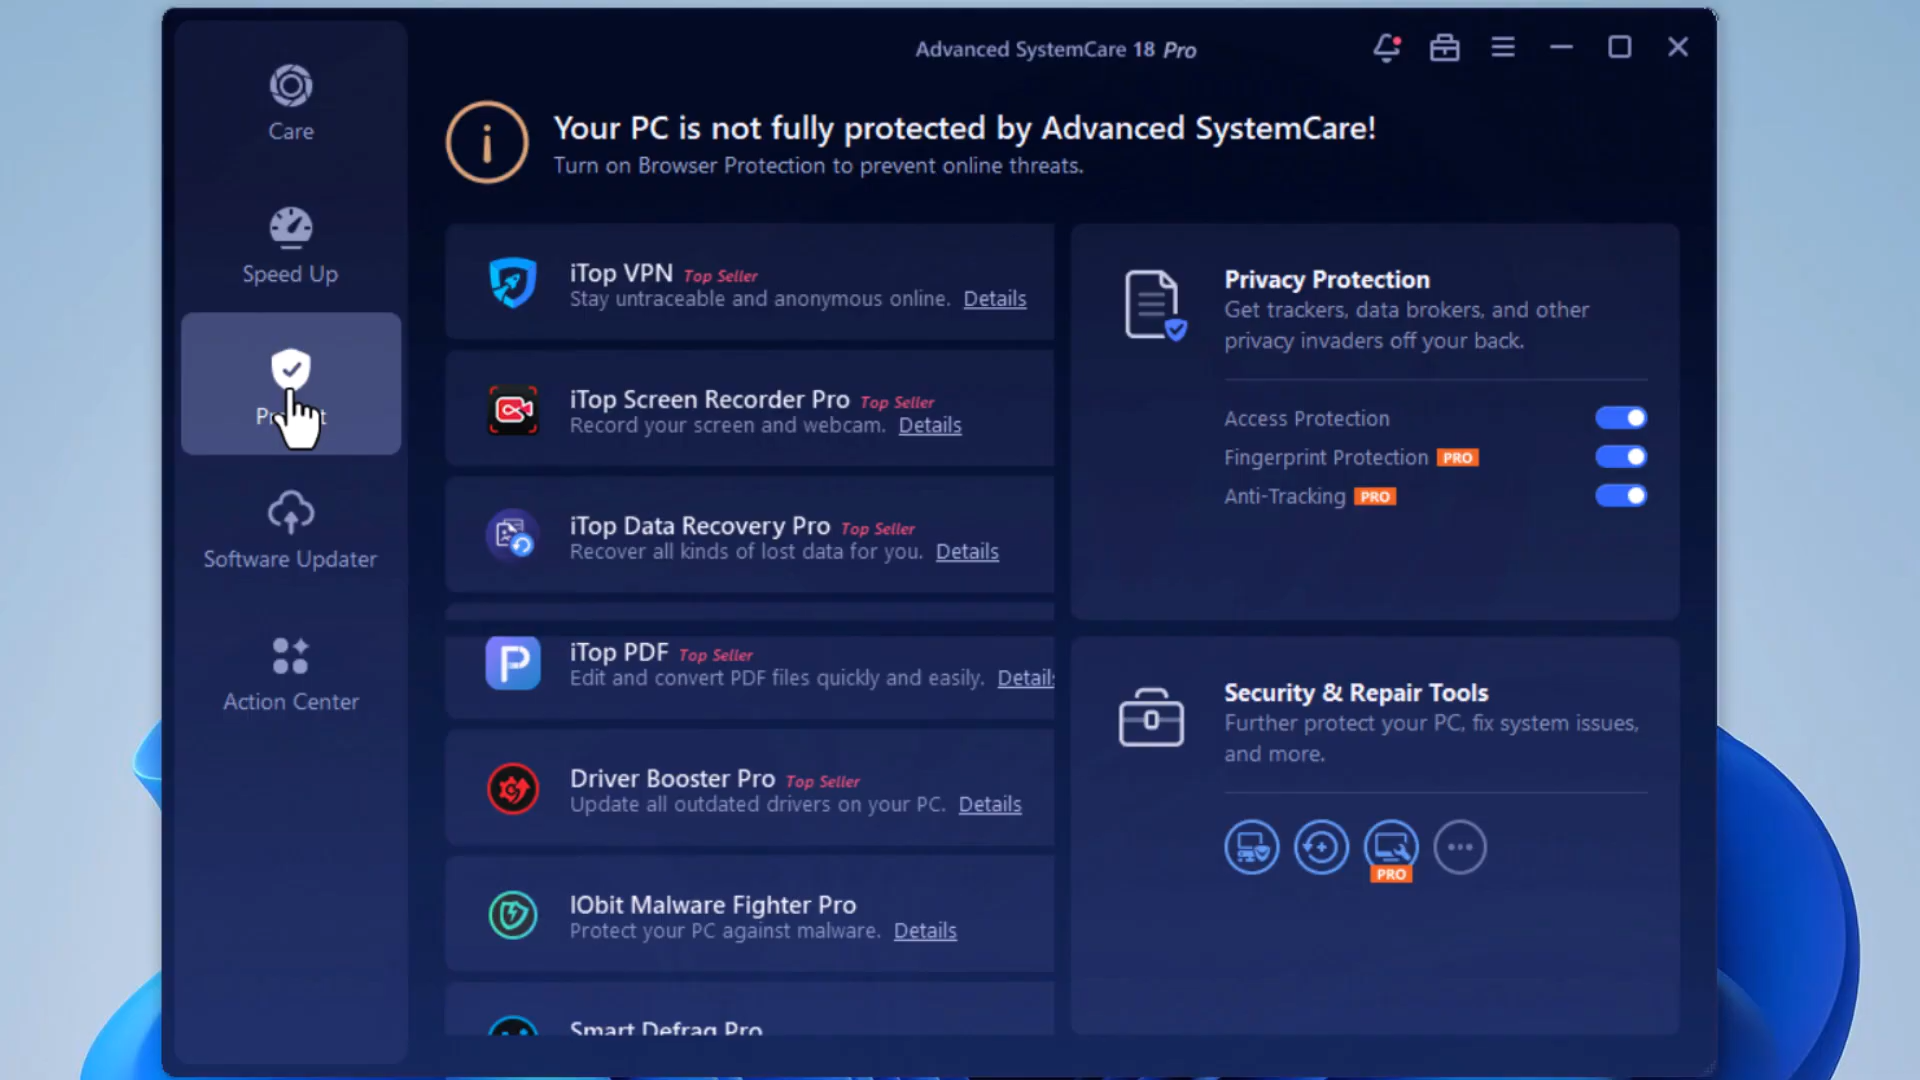 Advanced SystemCare 18 Pro
Care
Speed Up
Software Updater
Action Center
Your PC is not fully protected by Advanced SystemCare!
Turn on Browser Protection to prevent online threats.
iTop VPN Top Seller
Stay untraceable and anonymous online. Details
iTop Screen Recorder Pro Top Seller
Record your screen and webcam. Details
iTop Data Recovery Pro Top Seller
Recover all kinds of lost data for you. Details
iTop PDF Top Seller
Edit and convert PDF files quickly and easily. Details
Driver Booster Pro Top Seller
Update all outdated drivers on your PC. Details
IObit Malware Fighter Pro
Protect your PC against malware. Details
Smart Defrag Pro
Privacy Protection
Get trackers, data brokers, and other
privacy invaders off your back.
Access Protection
Fingerprint Protection PRO
Anti-Tracking PRO
Security & Repair Tools
Further protect your PC, fix system issues,
and more.
PRO